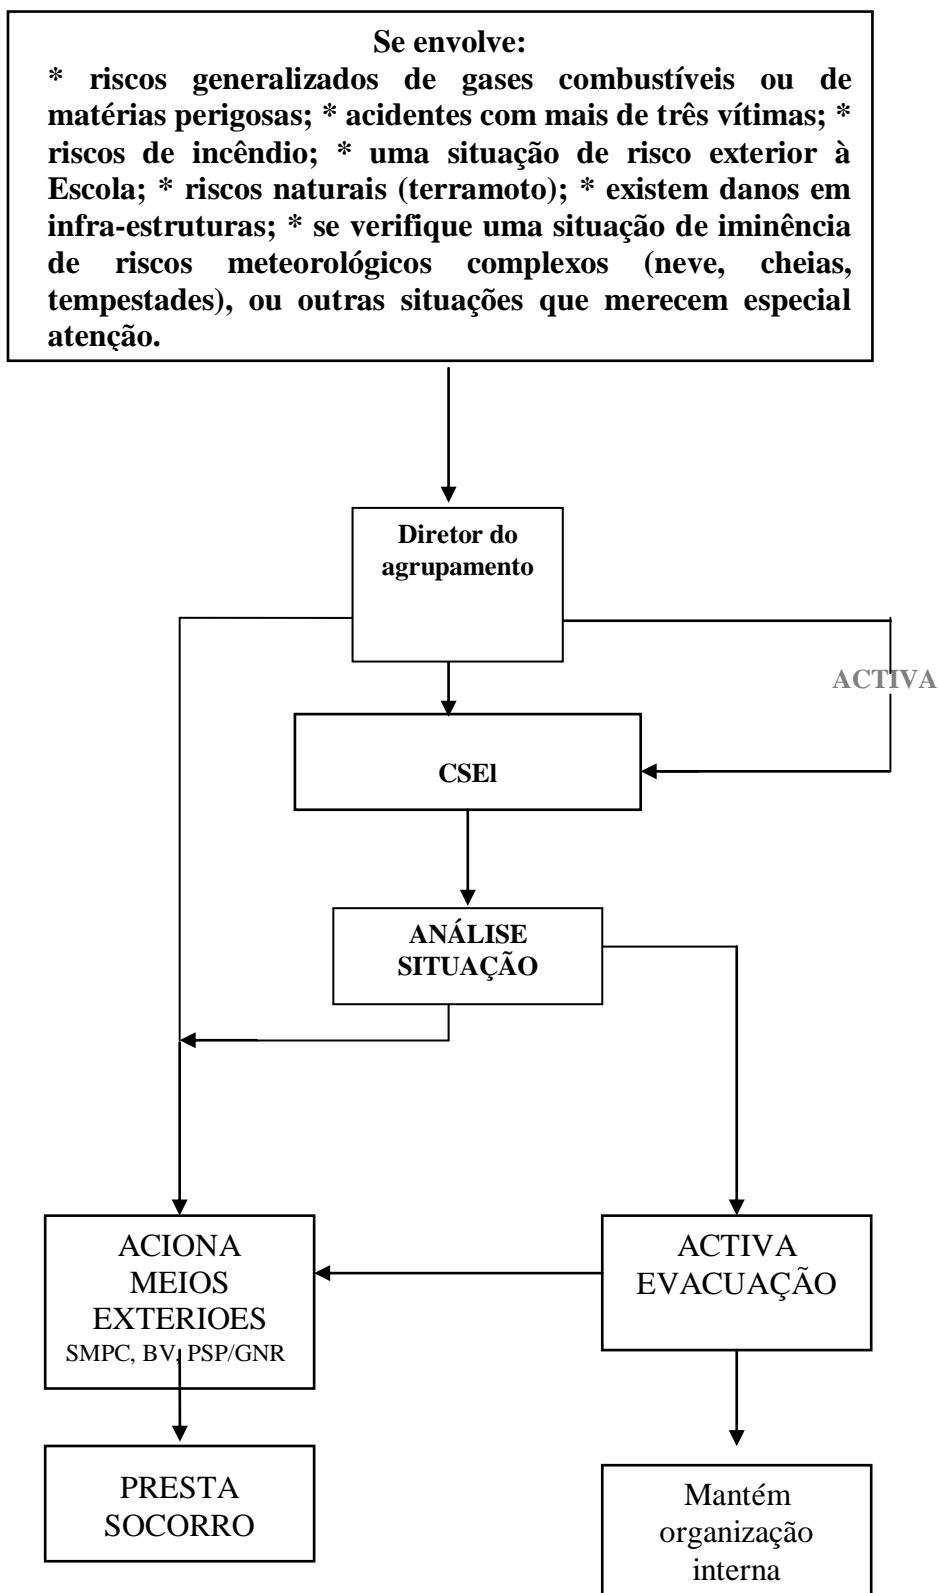 Se envolve:
* riscos generalizados de gases combustíveis ou de
matérias perigosas; * acidentes com mais de três vítimas; *
riscos de incêndio; * uma situação de risco exterior à
Escola; * riscos naturais (terramoto); * existem danos em
infra-estruturas; * se verifique uma situação de iminência
de riscos meteorológicos complexos (neve, cheias,
tempestades), ou outras situações que merecem especial
atenção.
Diretor do
agrupamento
ACTIVA
CSEl
ANÁLISE
SITUAÇÃO
ACIONA
MEIOS
EXTERIOES
SMPC, BV, PSP/GNR
ACTIVA
EVACUAÇÃO
PRESTA
SOCORRO
Mantém
organização
interna